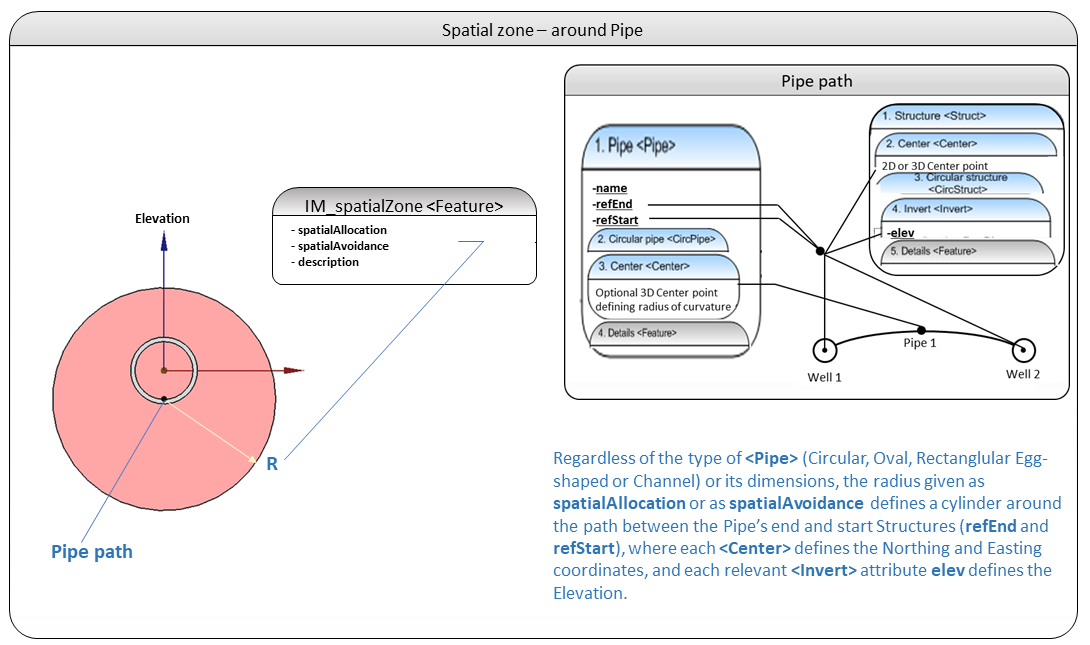 Spatial zone – around Pipe
Elevation
IM_spatialZone <Feature>
- spatialAllocation
- spatialAvoidance
- description
R
Pipe path
Pipe path
1. Pipe <Pipe>
-name
-refEnd
-refStart
2. Circular pipe <CircPipe>
3. Center <Center>
Optional 3D Center point
defining radius of curvature
4. Details <Feature>
1. Structure <Struct>
2. Center <Center>
2D or 3D Center point
3. Circular structure
<CircStruct>
4. Invert <Invert>
-elev
5. Details <Feature>
Pipe 1
Well 1
Well 2
Regardless of the type of <Pipe> (Circular, Oval, Rectanglular Egg-
shaped or Channel) or its dimensions, the radius given as
spatialAllocation or as spatialAvoidance defines a cylinder around
the path between the Pipe’s end and start Structures (refEnd and
refStart), where each <Center> defines the Northing and Easting
coordinates, and each relevant <Invert> attribute elev defines the
Elevation.